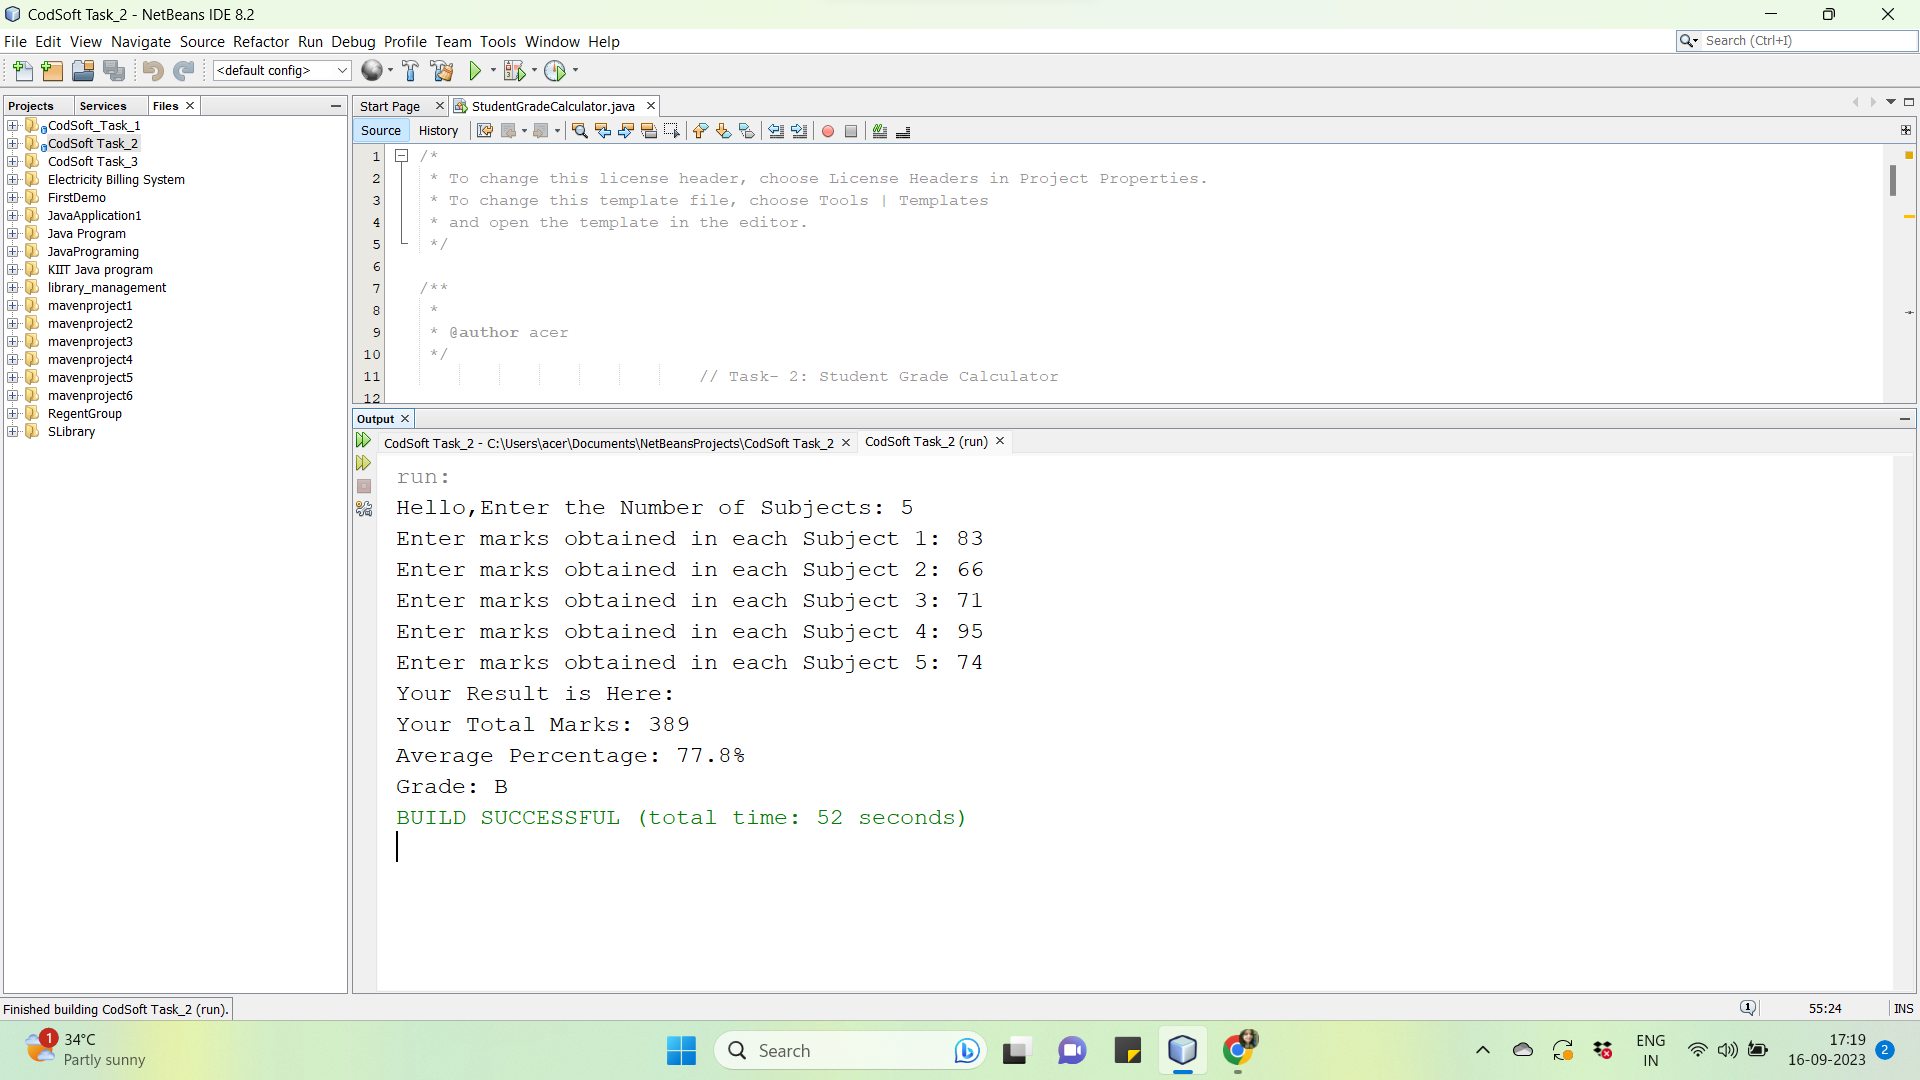 CodSoft Task_2 - NetBeans IDE 8.2
File Edit View Navigate Source Refactor Run Debug Profile Team Tools Window Help
Search (Ctrl+I)
<default config>
Projects Services Files
CodSoft_Task_1
CodSoft Task_2
CodSoft Task_3
Electricity Billing System
FirstDemo
JavaApplication1
Java Program
JavaPrograming
KIIT Java program
library_management
mavenproject1
mavenproject2
mavenproject3
mavenproject4
mavenproject5
mavenproject6
RegentGroup
SLibrary
Start Page StudentGradeCalculator.java
Source History
1 /*
2 * To change this license header, choose License Headers in Project Properties.
3 * To change this template file, choose Tools | Templates
4 * and open the template in the editor.
5 */
6
7 /**
8 *
9 * @author acer
10 */
11 // Task- 2: Student Grade Calculator
12
Output
CodSoft Task_2 - C:\Users\acer\Documents\NetBeansProjects\CodSoft Task_2 CodSoft Task_2 (run)
run:
Hello,Enter the Number of Subjects: 5
Enter marks obtained in each Subject 1: 83
Enter marks obtained in each Subject 2: 66
Enter marks obtained in each Subject 3: 71
Enter marks obtained in each Subject 4: 95
Enter marks obtained in each Subject 5: 74
Your Result is Here:
Your Total Marks: 389
Average Percentage: 77.8%
Grade: B
BUILD SUCCESSFUL (total time: 52 seconds)
Finished building CodSoft Task_2 (run).
1 55:24 INS
1 34°C
Partly sunny
Search
ENG
IN
17:19
16-09-2023
2